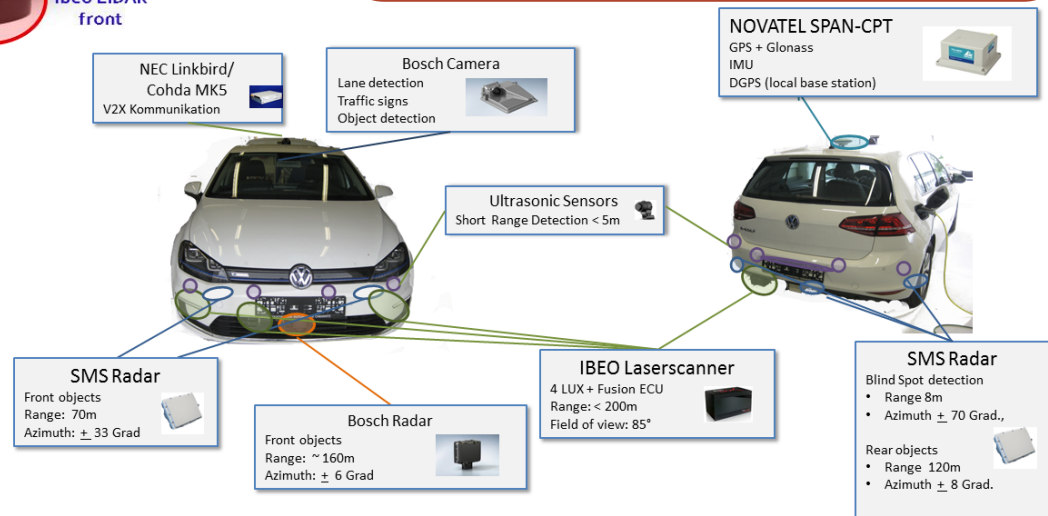 Ibeo LIDAR
front
NEC Linkbird/
Cohda MK5
V2X Kommunikation
Bosch Camera
Lane detection
Traffic signs
Object detection
NOVATEL SPAN-CPT
GPS + Glonass
IMU
DGPS (local base station)
Ultrasonic Sensors
Short Range Detection < 5m
SMS Radar
Front objects
Range: 70m
Azimuth: + 33 Grad
Bosch Radar
Front objects
Range: ~ 160m
Azimuth: + 6 Grad
IBEO Laserscanner
4 LUX + Fusion ECU
Range: < 200m
Field of view: 85°
SMS Radar
Blind Spot detection
• Range 8m
• Azimuth + 70 Grad.,
Rear objects
• Range 120m
• Azimuth + 8 Grad.